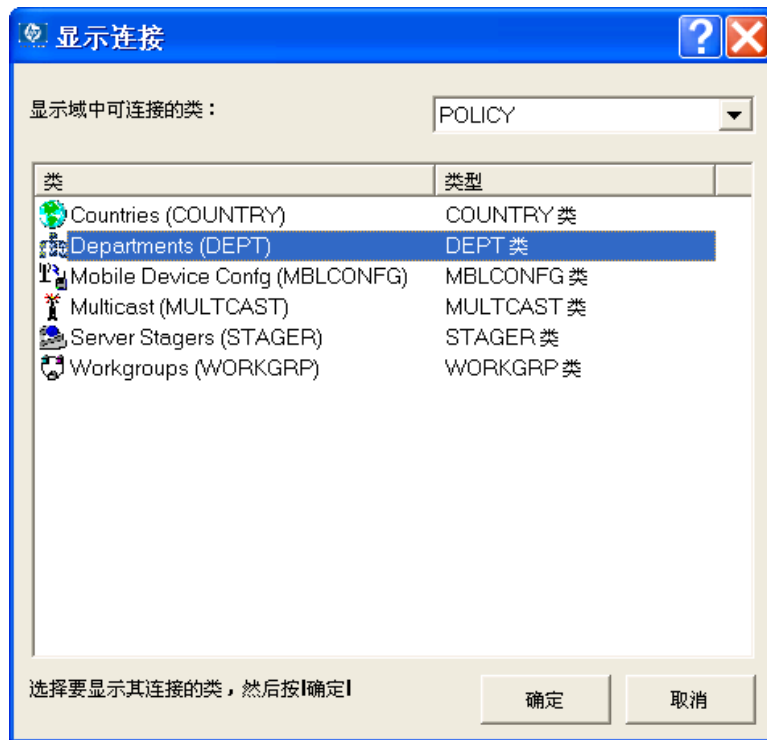 显示连接
显示域中可连接的类： POLICY
类 类型
Countries (COUNTRY) COUNTRY 类
Departments (DEPT) DEPT 类
Mobile Device Confg (MBLCONFG) MBLCONFG 类
Multicast (MULTCAST) MULTCAST 类
Server Stagers (STAGER) STAGER 类
Workgroups (WORKGRP) WORKGRP 类
选择要显示其连接的类，然后按|确定| 确定 取消